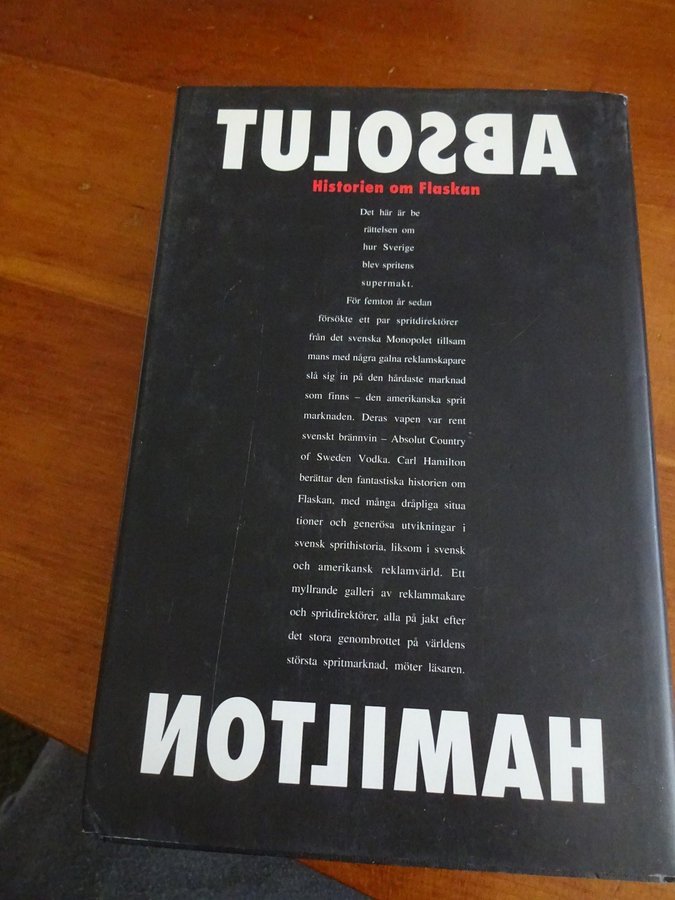 ABSOLUT
Historien om Flaskan
Det här är be
rättelsen om
hur Sverige
blev spritens
supermakt.
För femton år sedan
försökte ett par spritdirektörer
från det svenska Monopolet tillsam
mans med några galna reklamskapare
slå sig in på den hårdaste marknad
som finns – den amerikanska sprit
marknaden. Deras vapen var rent
svenskt brännvin – Absolut Country
of Sweden Vodka. Carl Hamilton
berättar den fantastiska historien om
Flaskan, med många dråpliga situa
tioner och generösa utvikningar i
svensk sprithistoria, liksom i svensk
och amerikansk reklamvärld. Ett
myllrande galleri av reklammakare
och spritdirektörer, alla på jakt efter
det stora genombrottet på världens
största spritmarknad, möter läsaren.
HAMILTON